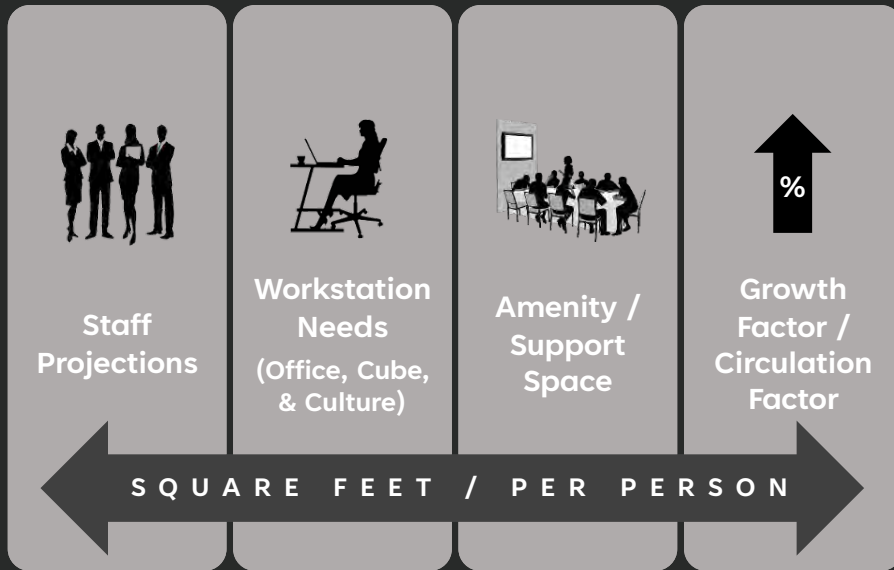 Staff
Projections
Workstation
Needs
(Office, Cube,
& Culture)
Amenity /
Support
Space
%
Growth
Factor /
Circulation
Factor
SQUARE FEET / PER PERSON